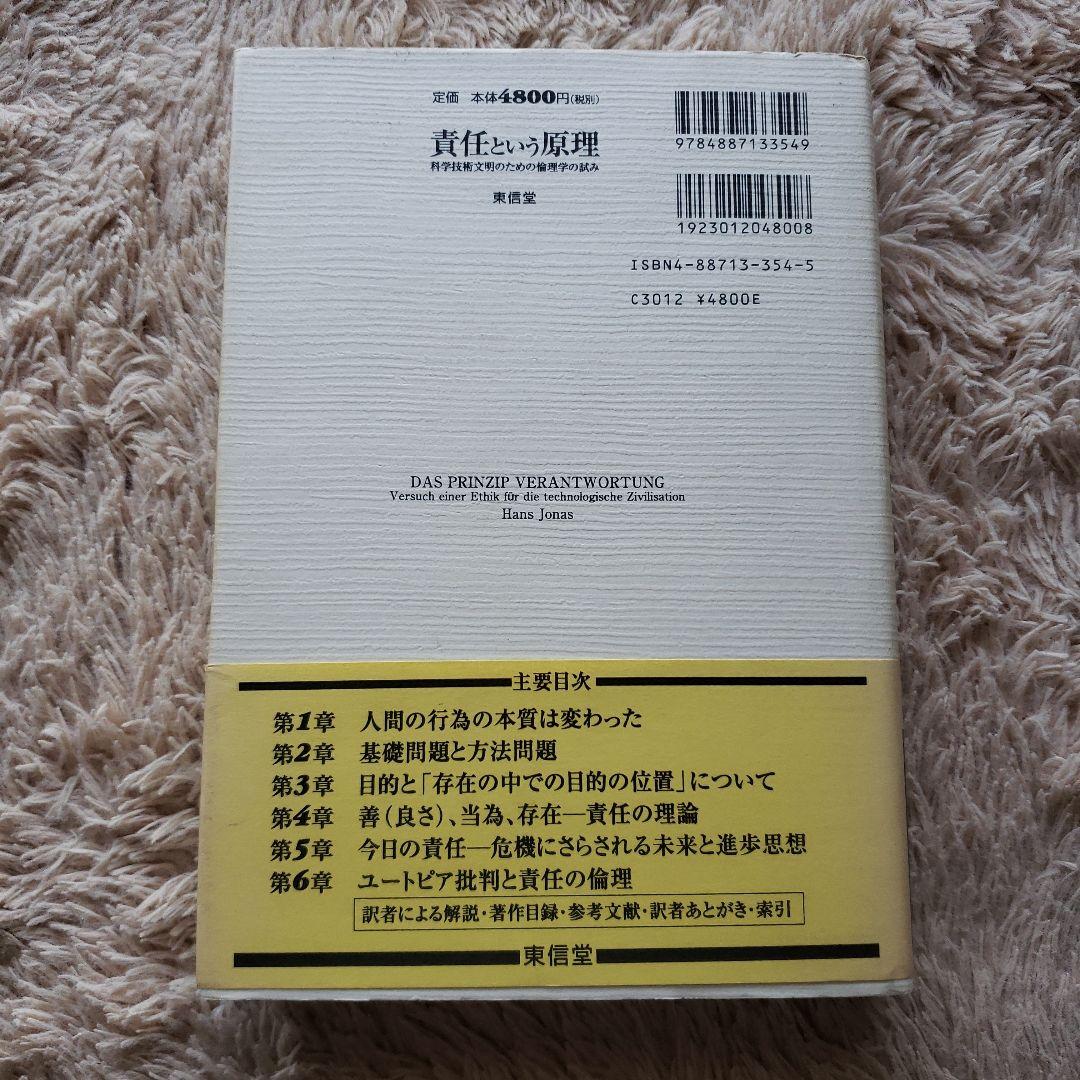 定価 本体4800円(税別)
責任という原理
科学技術文明のための倫理学の試み
東信堂
9784887133549
1923012048008
ISBN4-88713-354-5
C3012 ¥4800E
DAS PRINZIP VERANTWORTUNG
Versuch einer Ethik für die technologische Zivilisation
Hans Jonas
主要目次
第1章 人間の行為の本質は変わった
第2章 基礎問題と方法問題
第3章 目的と「存在の中での目的の位置」について
第4章 善(良さ)、当為、存在―責任の理論
第5章 今日の責任―危機にさらされる未来と進歩思想
第6章 ユートピア批判と責任の倫理
訳者による解説・著作目録・参考文献・訳者あとがき・索引
東信堂